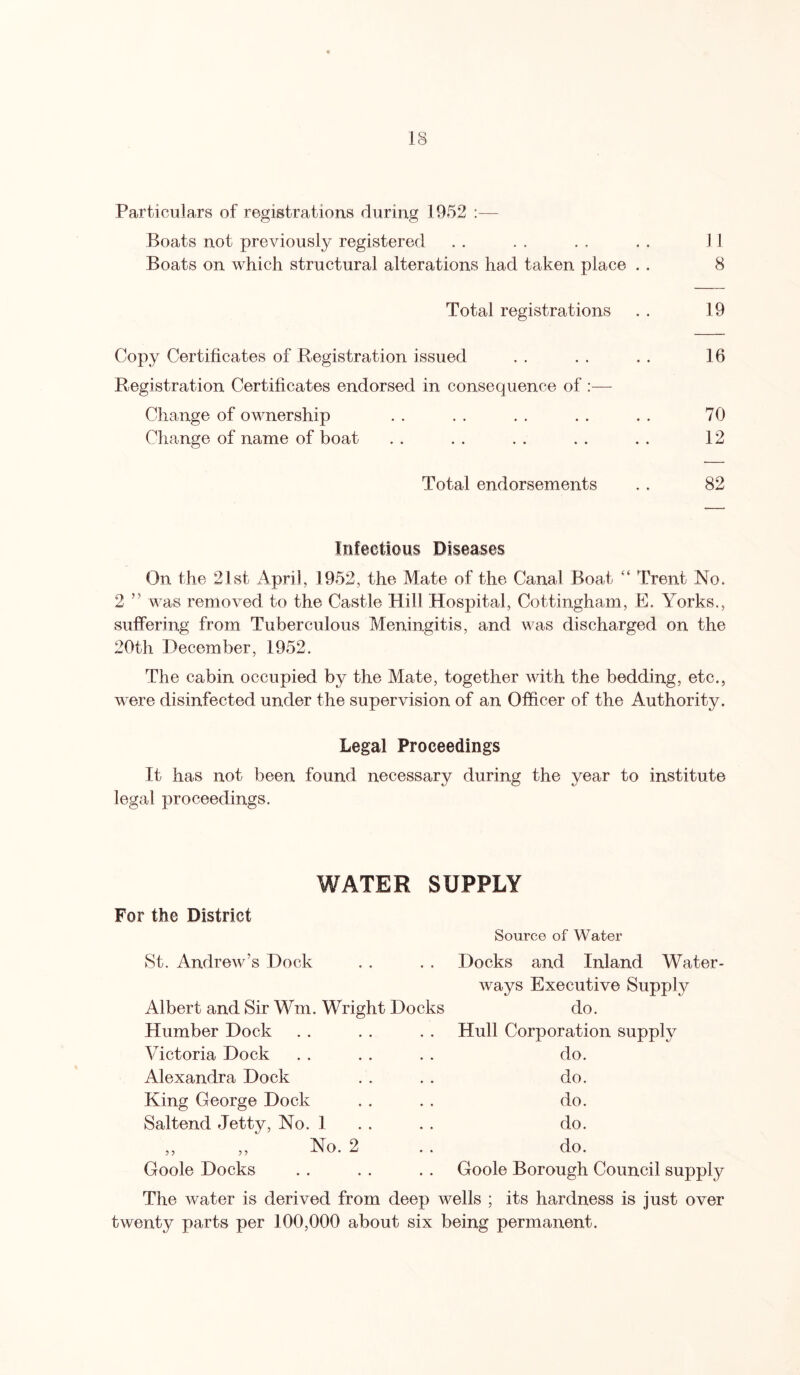 18
Particulars of registrations during 1952 :—
Boats not previously registered . . . . . . . . 11
Boats on which structural alterations had taken place . . 8
Total registrations . . 19
Copy Certificates of Registration issued . . . . . . 16
Registration Certificates endorsed in consequence of :—
Change of ownership . . . . . . . . . . 70
Change of name of boat . . . . . . . . . . 12
Total endorsements . . 82
Infectious Diseases
On the 21st April, 1952, the Mate of the Canal Boat “ Trent No.
2 ” was removed to the Castle Hill Hospital, Cottingham, E. Yorks.,
suffering from Tuberculous Meningitis, and was discharged on the
20th December, 1952.
The cabin occupied by the Mate, together with the bedding, etc.,
were disinfected under the supervision of an Officer of the Authority.
Legal Proceedings
It has not been found necessary during the year to institute
legal proceedings.
WATER SUPPLY
For the District
Source of Water
St. Andrew’s Dock . . . . Docks and Inland Water-
ways Executive Supply
Albert and Sir Wm. Wright Docks do.
Humber Dock . . . . . . Hull Corporation supply
Victoria Dock . . . . . . do.
Alexandra Dock . . . . do.
King George Dock . . . . do.
Saltend Jetty, No. 1 . . . . do.
,, ,, No. 2 . . do.
Goole Docks . . . . . . Goole Borough Council supply
The water is derived from deep wells ; its hardness is just over
twenty parts per 100,000 about six being permanent.